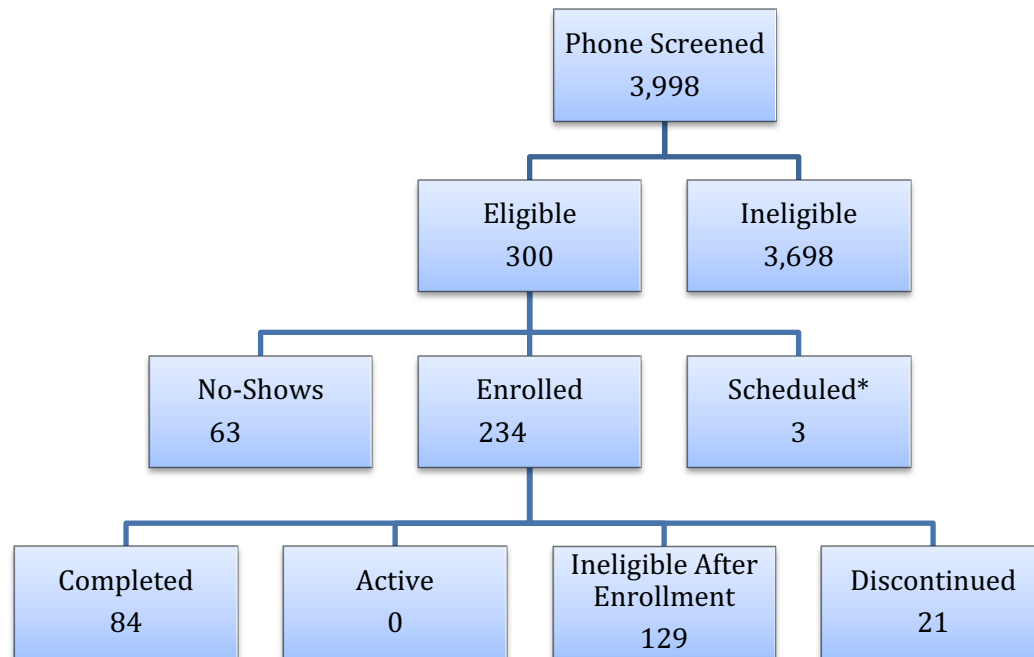 Phone Screened
3,998
Eligible
300
Ineligible
3,698
No-Shows
63
Enrolled
234
Scheduled*
3
Completed
84
Active
0
Ineligible After
Enrollment
129
Discontinued
21